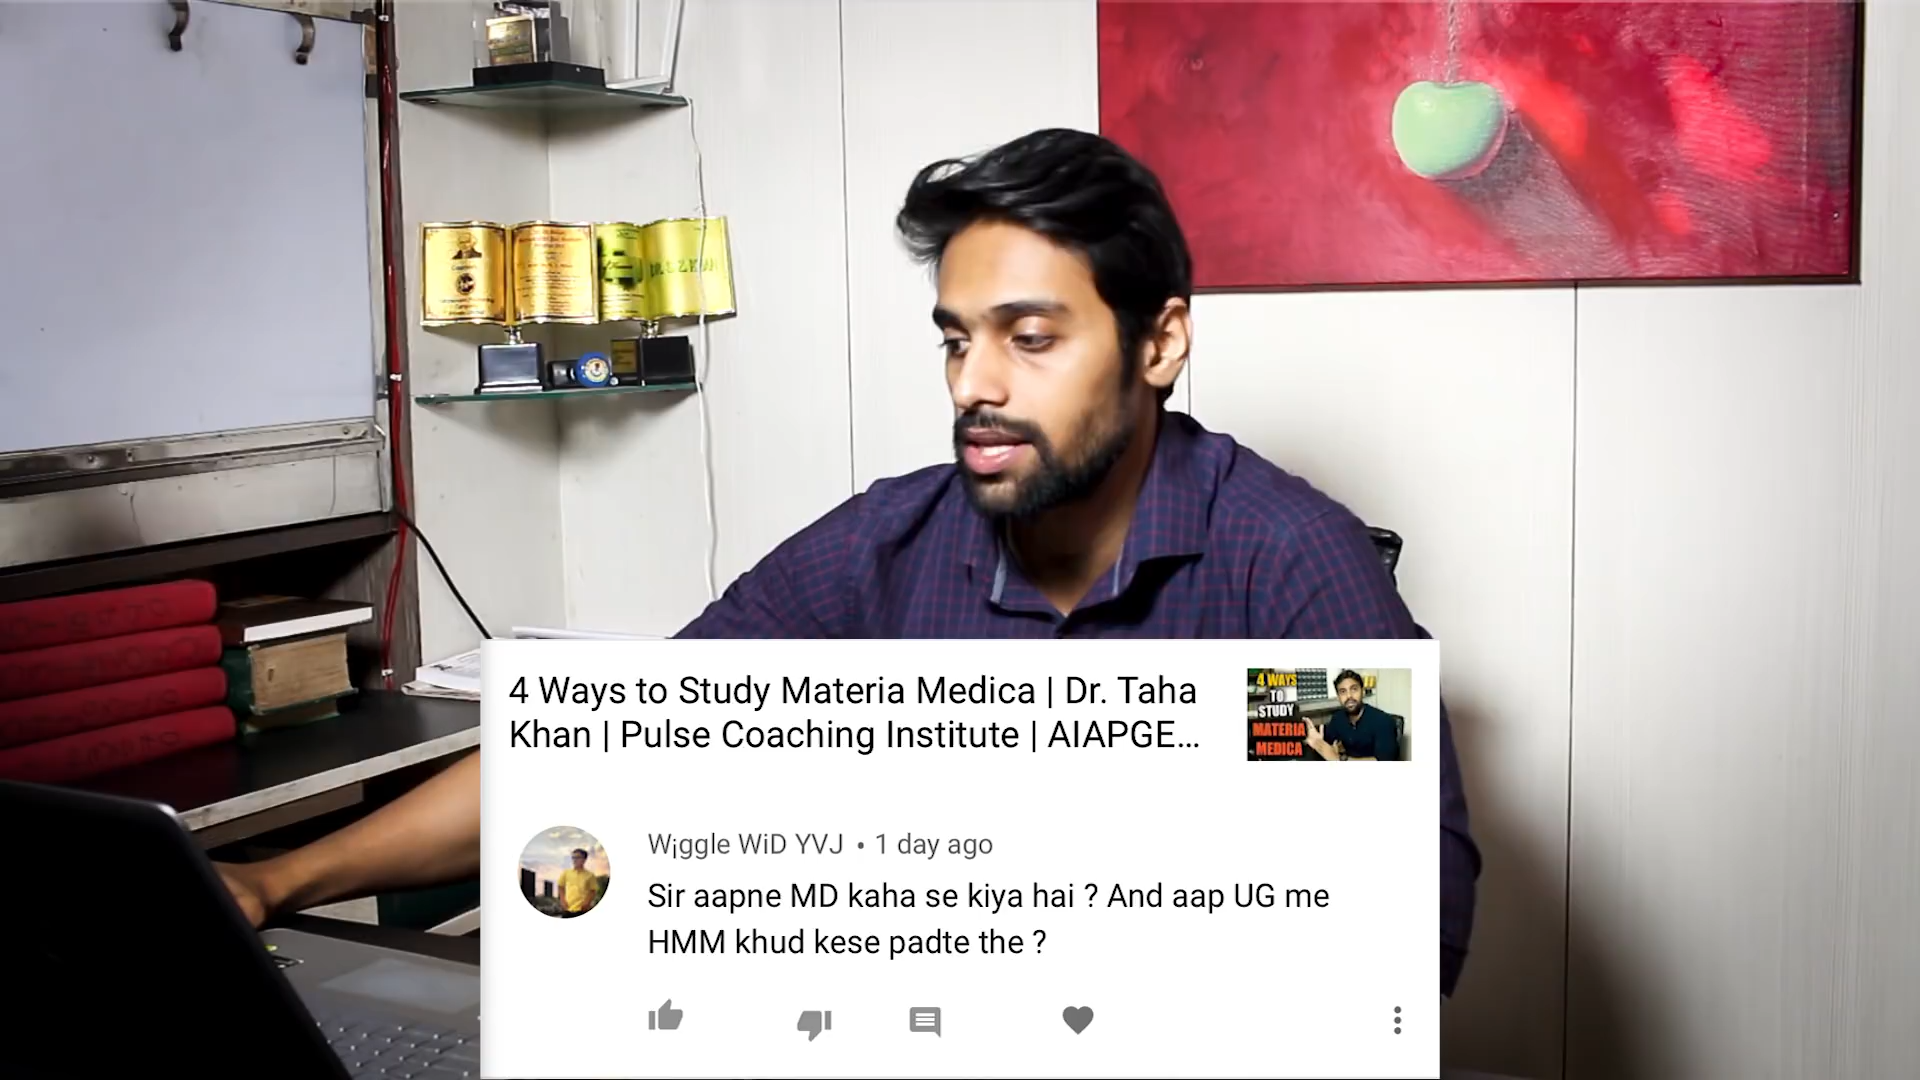 4 Ways to Study Materia Medica | Dr. Taha
Khan | Pulse Coaching Institute | AIAPGE...
4 WAYS
TO
STUDY
MATERIA
MEDICA
W¡ggle WiD YVJ • 1 day ago
Sir aapne MD kaha se kiya hai ? And aap UG me
HMM khud kese padte the ?